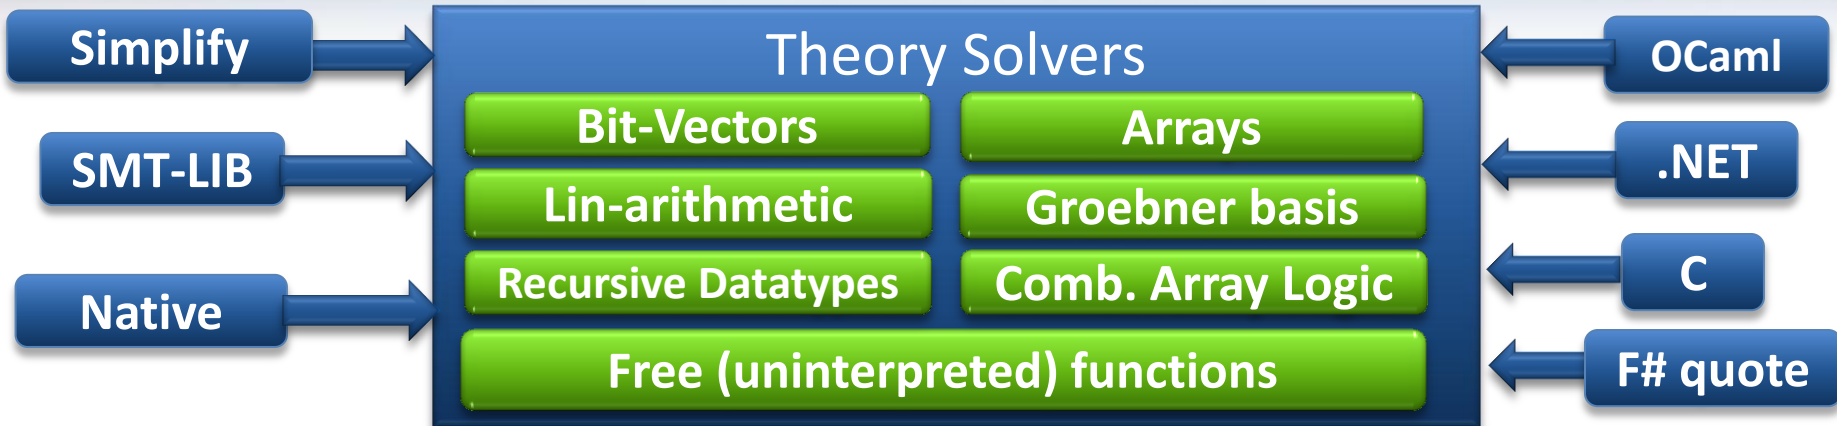 Simplify
SMT-LIB
Native
Theory Solvers
Bit-Vectors
Arrays
Lin-arithmetic
Groebner basis
Recursive Datatypes
Comb. Array Logic
Free (uninterpreted) functions
OCaml
.NET
C
F# quote